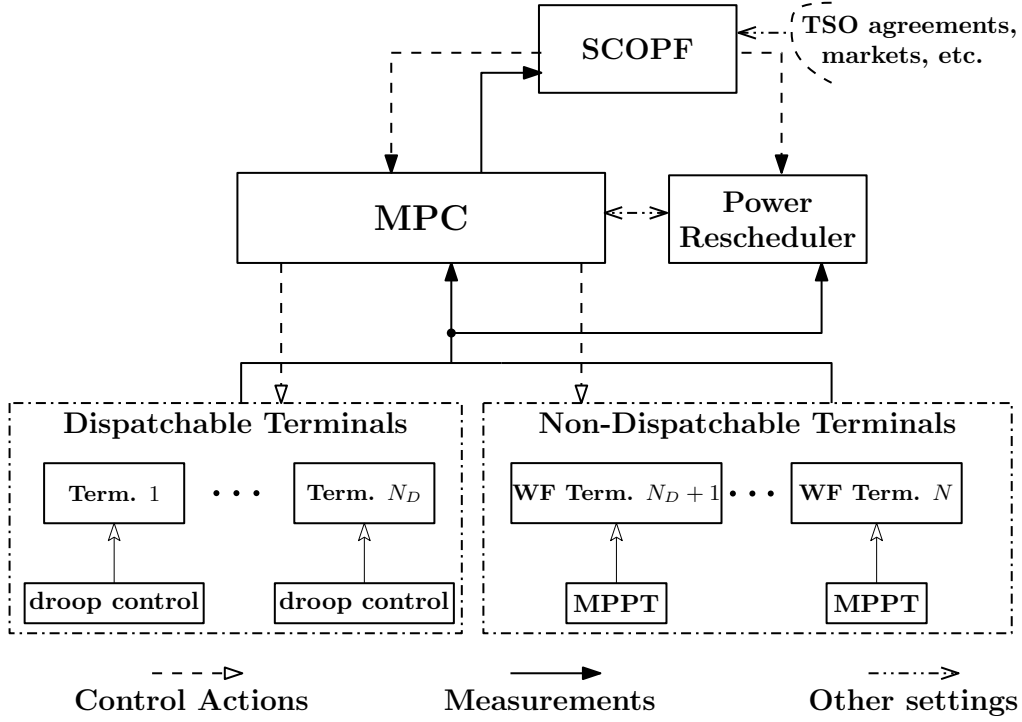 SCOPF
TSO agreements,
markets, etc.
MPC
Power
Rescheduler
Dispatchable Terminals
Non-Dispatchable Terminals
Term. 1
• • •
Term. N_D
WF Term. N_D + 1
• • •
WF Term. N
droop control
droop control
MPPT
MPPT
Control Actions
Measurements
Other settings